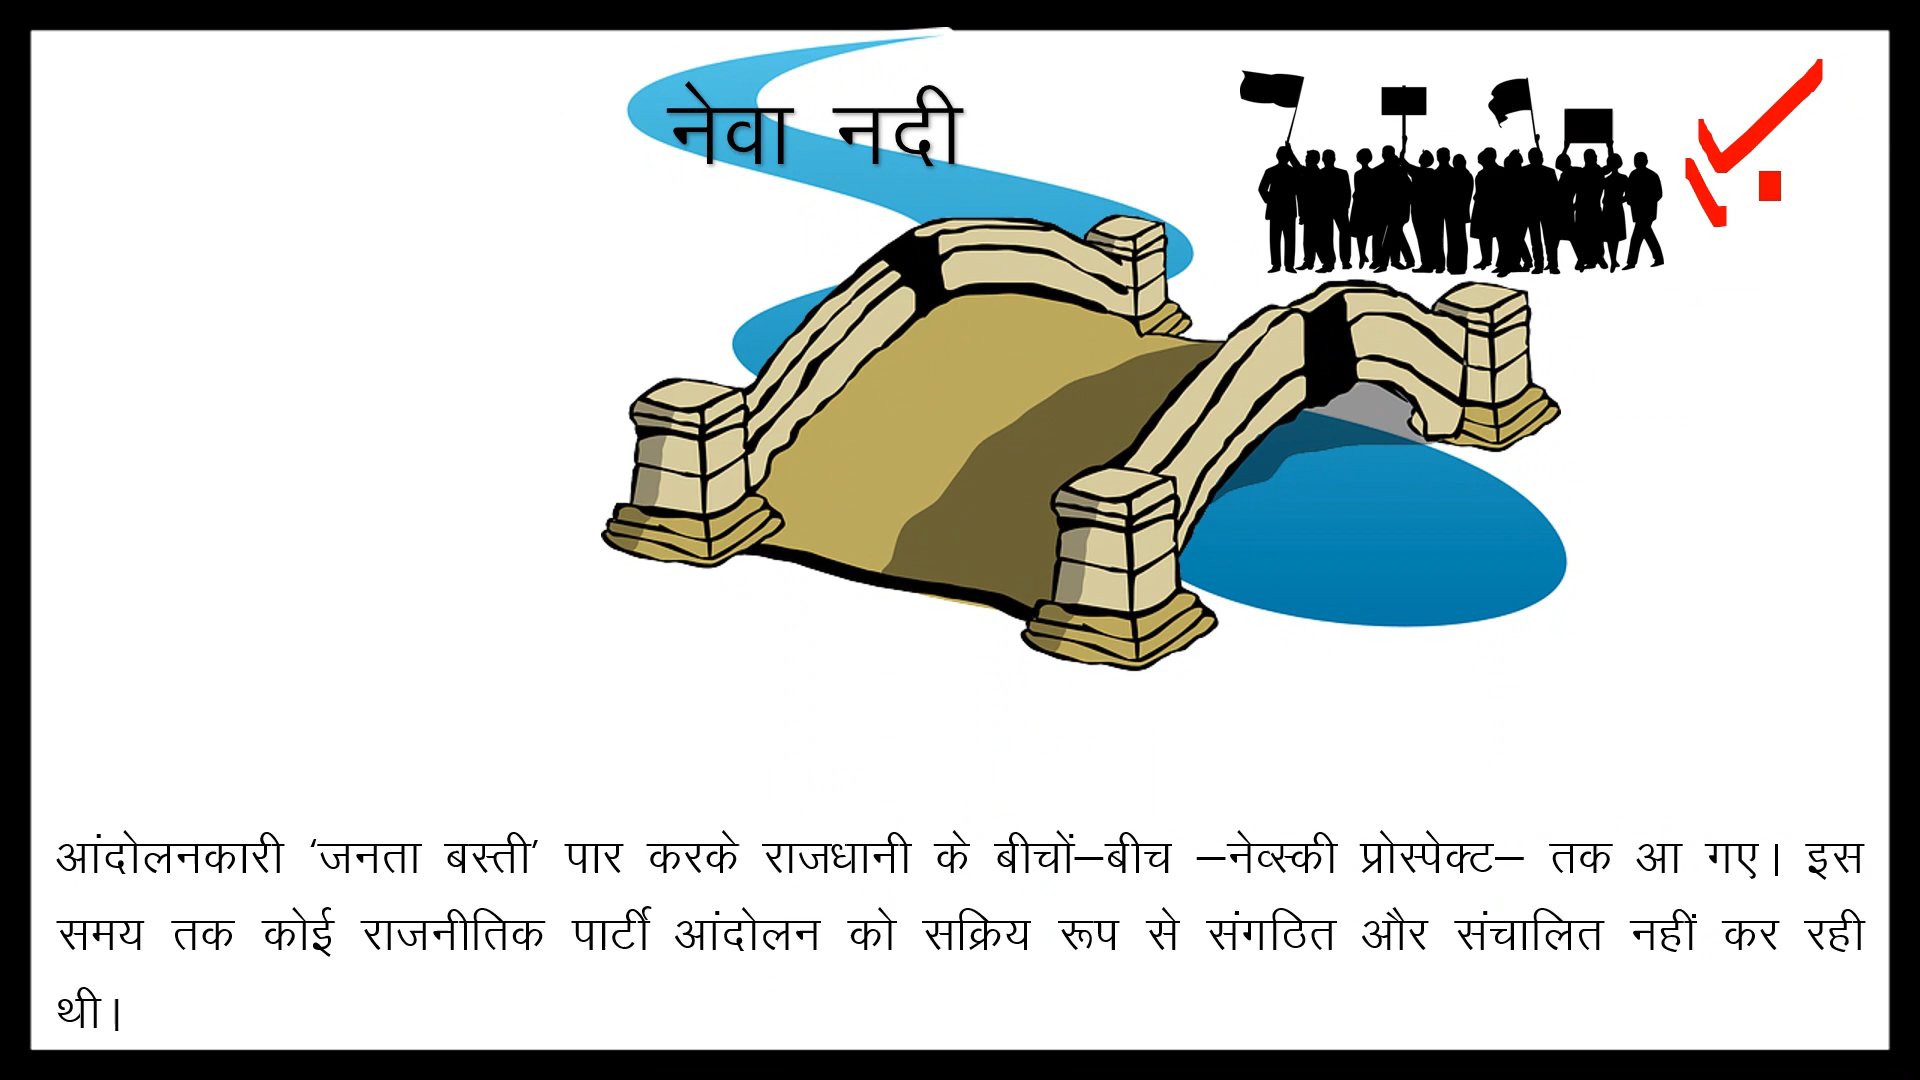 नेवा नदी
आंदोलनकारी ‘जनता बस्ती’ पार करके राजधानी के बीचों–बीच –नेव्स्की प्रोस्पेक्ट– तक आ गए। इस
समय तक कोई राजनीतिक पार्टी आंदोलन को सक्रिय रूप से संगठित और संचालित नहीं कर रही
थी।